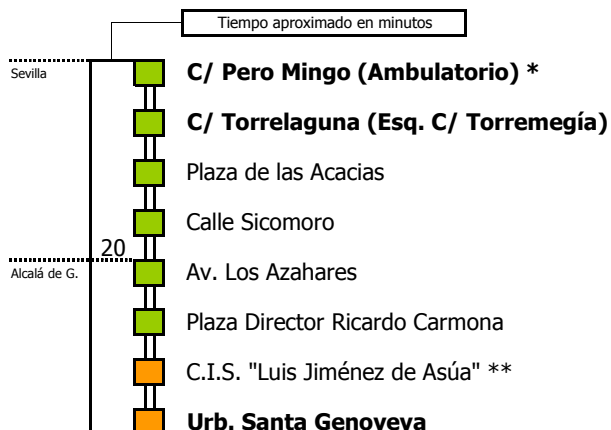 Tiempo aproximado en minutos
Sevilla
C/ Pero Mingo (Ambulatorio) *
C/ Torrelaguna (Esq. C/ Torremegía)
Plaza de las Acacias
Calle Sicomoro
20
Alcalá de G.
Av. Los Azahares
Plaza Director Ricardo Carmona
C.I.S. "Luis Jiménez de Asúa" **
Urb. Santa Genoveva